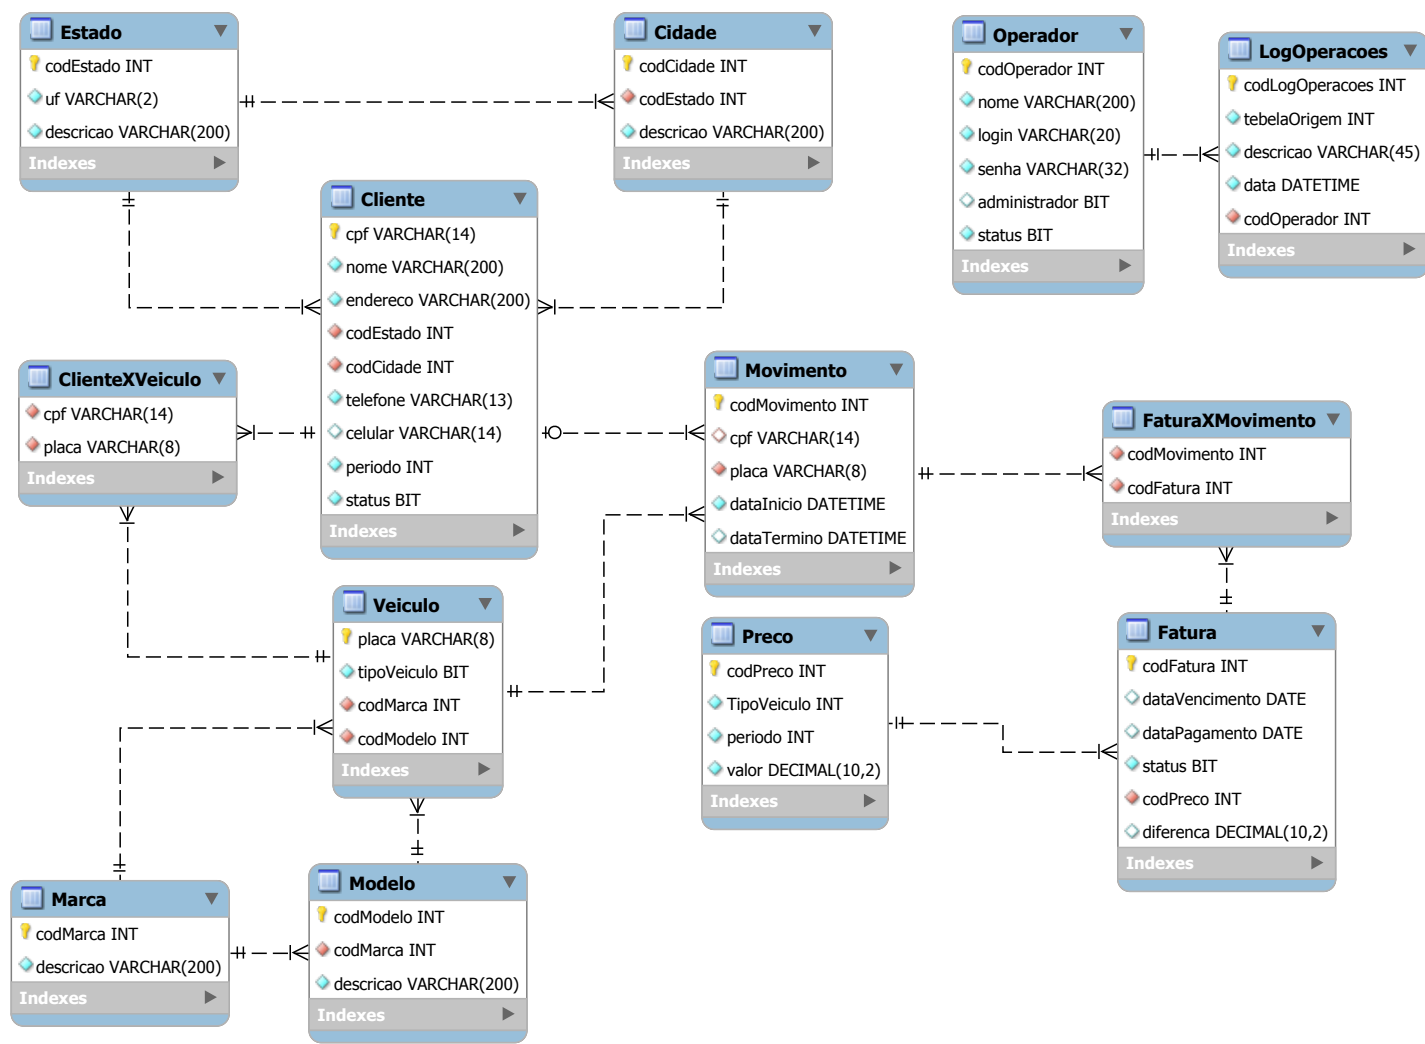 Estado
codEstado INT
uf VARCHAR(2)
descricao VARCHAR(200)
Indexes
Cidade
codCidade INT
codEstado INT
descricao VARCHAR(200)
Indexes
Operador
codOperador INT
nome VARCHAR(200)
login VARCHAR(20)
senha VARCHAR(32)
administrador BIT
status BIT
Indexes
LogOperacoes
codLogOperacoes INT
tebelaOrigem INT
descricao VARCHAR(45)
data DATETIME
codOperador INT
Indexes
Cliente
cpf VARCHAR(14)
nome VARCHAR(200)
endereco VARCHAR(200)
codEstado INT
codCidade INT
telefone VARCHAR(13)
celular VARCHAR(14)
periodo INT
status BIT
Indexes
ClienteXVeiculo
cpf VARCHAR(14)
placa VARCHAR(8)
Indexes
Movimento
codMovimento INT
cpf VARCHAR(14)
placa VARCHAR(8)
dataInicio DATETIME
dataTermino DATETIME
Indexes
FaturaXMovimento
codMovimento INT
codFatura INT
Indexes
Veiculo
placa VARCHAR(8)
tipoVeiculo BIT
codMarca INT
codModelo INT
Indexes
Preco
codPreco INT
TipoVeiculo INT
periodo INT
valor DECIMAL(10,2)
Indexes
Fatura
codFatura INT
dataVencimento DATE
dataPagamento DATE
status BIT
codPreco INT
diferenca DECIMAL(10,2)
Indexes
Marca
codMarca INT
descricao VARCHAR(200)
Indexes
Modelo
codModelo INT
codMarca INT
descricao VARCHAR(200)
Indexes